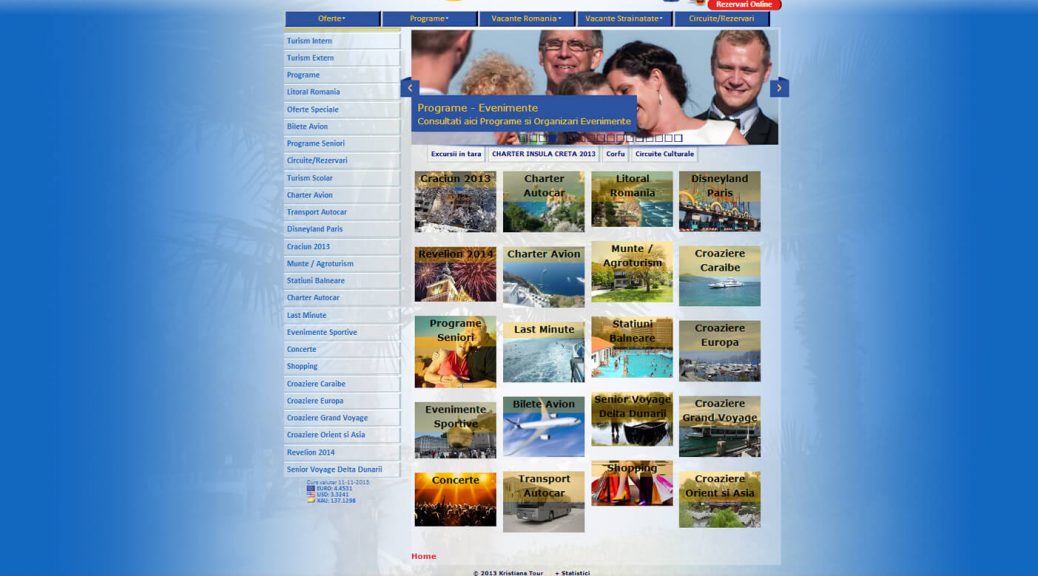 Rezervari Online
Oferte
Programe
Vacante Romania
Vacante Strainatate
Circuite/Rezervari
Turism Intern
Turism Extern
Programe
Litoral Romania
Oferte Speciale
Bilete Avion
Programe Seniori
Circuite/Rezervari
Turism Scolar
Charter Avion
Transport Autocar
Disneyland Paris
Craciun 2013
Munte / Agroturism
Statiuni Balneare
Charter Autocar
Last Minute
Evenimente Sportive
Concerte
Shopping
Croaziere Caraibe
Croaziere Europa
Croaziere Grand Voyage
Croaziere Orient si Asia
Revelion 2014
Senior Voyage Delta Dunarii
Curs valutar 11-11-2013
EURO: 4.4531
USD: 3.3241
XAU: 137.1298
Programe - Evenimente
Consultati aici Programe si Organizari Evenimente
Excursii in tara
CHARTER INSULA CRETA 2013
Corfu
Circuite Culturale
Craciun 2013
Charter
Autocar
Litoral
Romania
Disneyland
Paris
Revelion 2014
Charter Avion
Munte /
Agroturism
Croaziere
Caraibe
Programe
Seniori
Last Minute
Statiuni
Balneare
Croaziere
Europa
Evenimente
Sportive
Bilete Avion
Senior Voyage
Delta Dunarii
Croaziere
Grand Voyage
Concerte
Transport
Autocar
Shopping
Croaziere
Orient si Asia
Home
© 2013 Kristiana Tour + Statistici